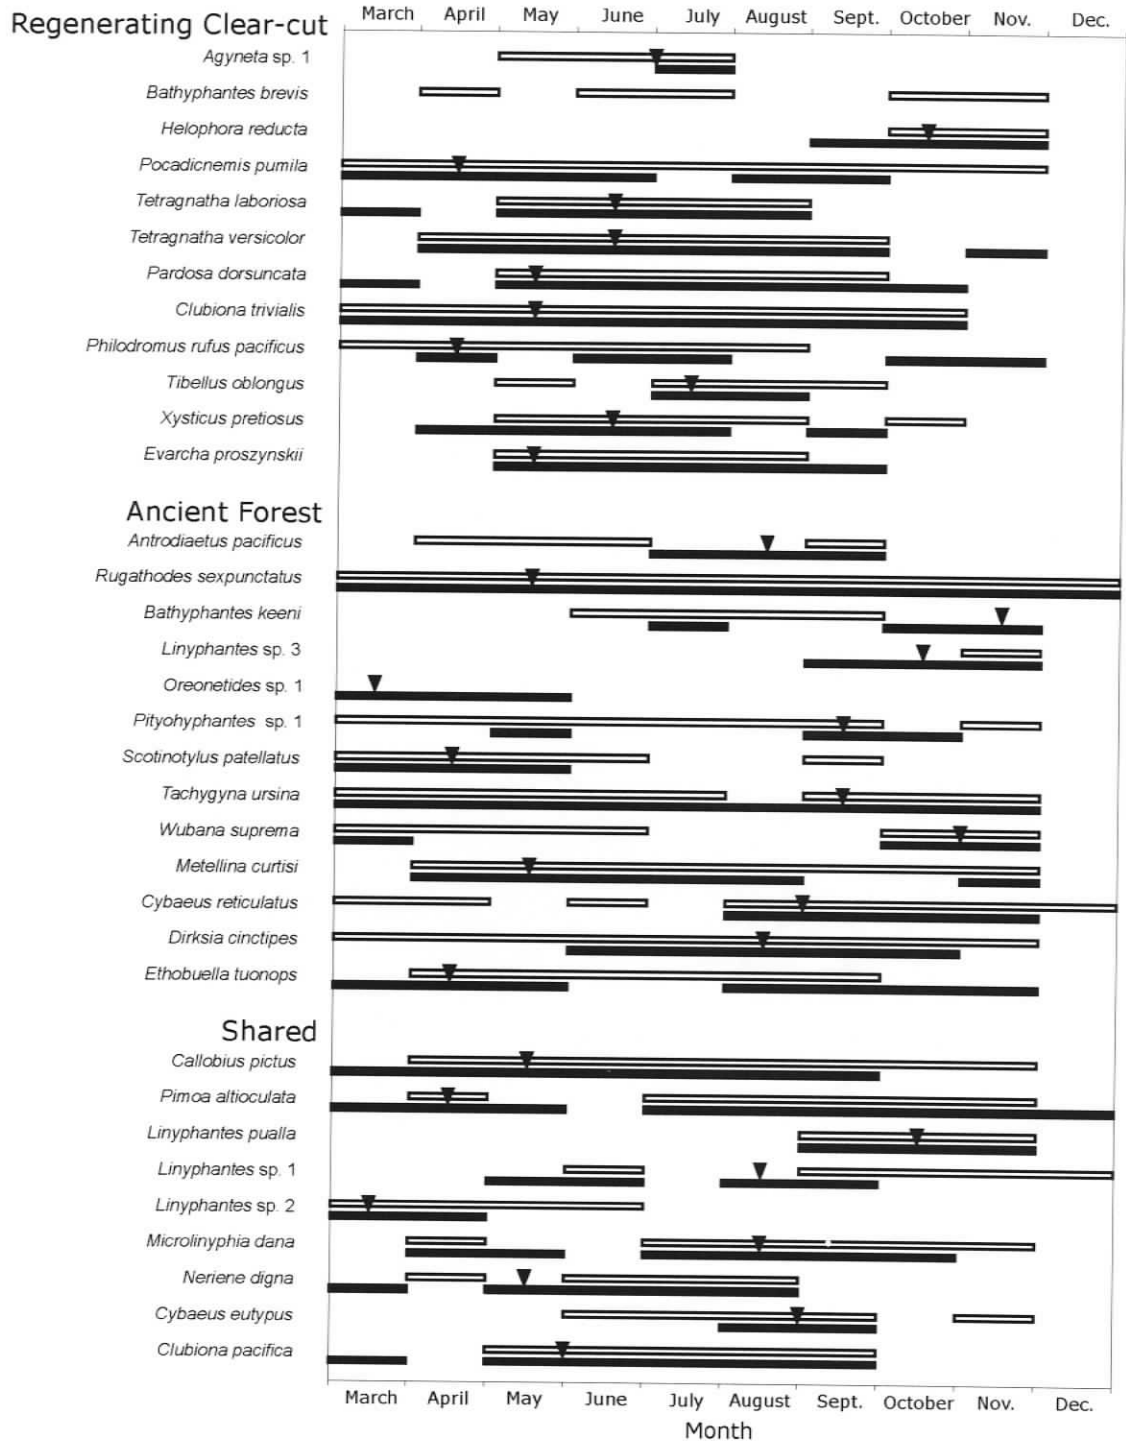 March April May June July August Sept. October Nov. Dec.
Regenerating Clear-cut
Agyneta sp. 1
Bathyphantes brevis
Helophora reducta
Pocadicnemis pumila
Tetragnatha laboriosa
Tetragnatha versicolor
Pardosa dorsuncata
Clubiona trivialis
Philodromus rufus pacificus
Tibellus oblongus
Xysticus pretiosus
Evarcha proszynskii
Ancient Forest
Antrodiaetus pacificus
Rugathodes sexpunctatus
Bathyphantes keeni
Linyphantes sp. 3
Oreonetides sp. 1
Pityohyphantes sp. 1
Scotinotylus patellatus
Tachygyna ursina
Wubana suprema
Metellina curtisi
Cybaeus reticulatus
Dirksia cinctipes
Ethobuella tuonops
Shared
Callobius pictus
Pimoa altioculata
Linyphantes pualla
Linyphantes sp. 1
Linyphantes sp. 2
Microlinyphia dana
Neriene digna
Cybaeus eutypus
Clubiona pacifica
March April May June July August Sept. October Nov. Dec.
Month